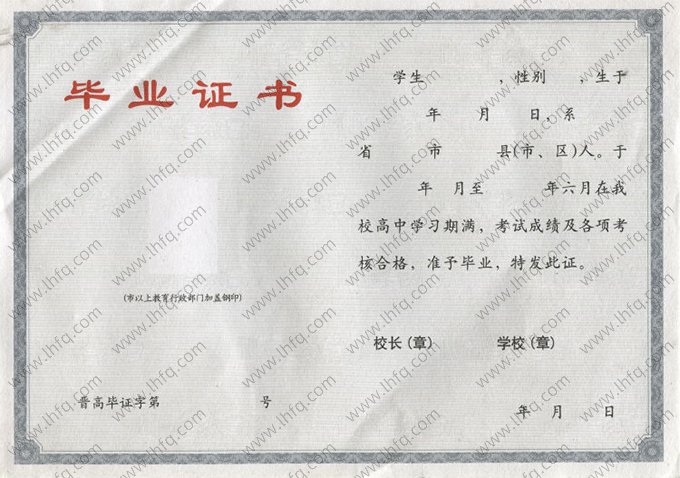 毕业证书
(市以上教育行政部门加盖钢印)
晋高毕证字第 号
学生 ，性别 ，生于
年 月 日，系
省 市 县(市、区)人。于
年 月至 年六月在我
校高中学习期满，考试成绩及各项考
核合格，准予毕业，特发此证。
校长(章) 学校(章)
年 月 日
www.lhfq.com